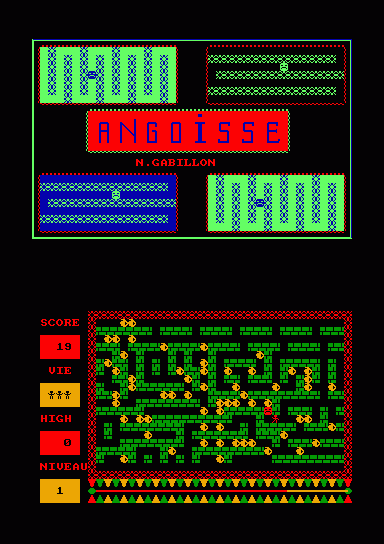 ANGOiSSE
N.GABILLON
SCORE
19
VIE
HIGH
0
NIVEAU
1